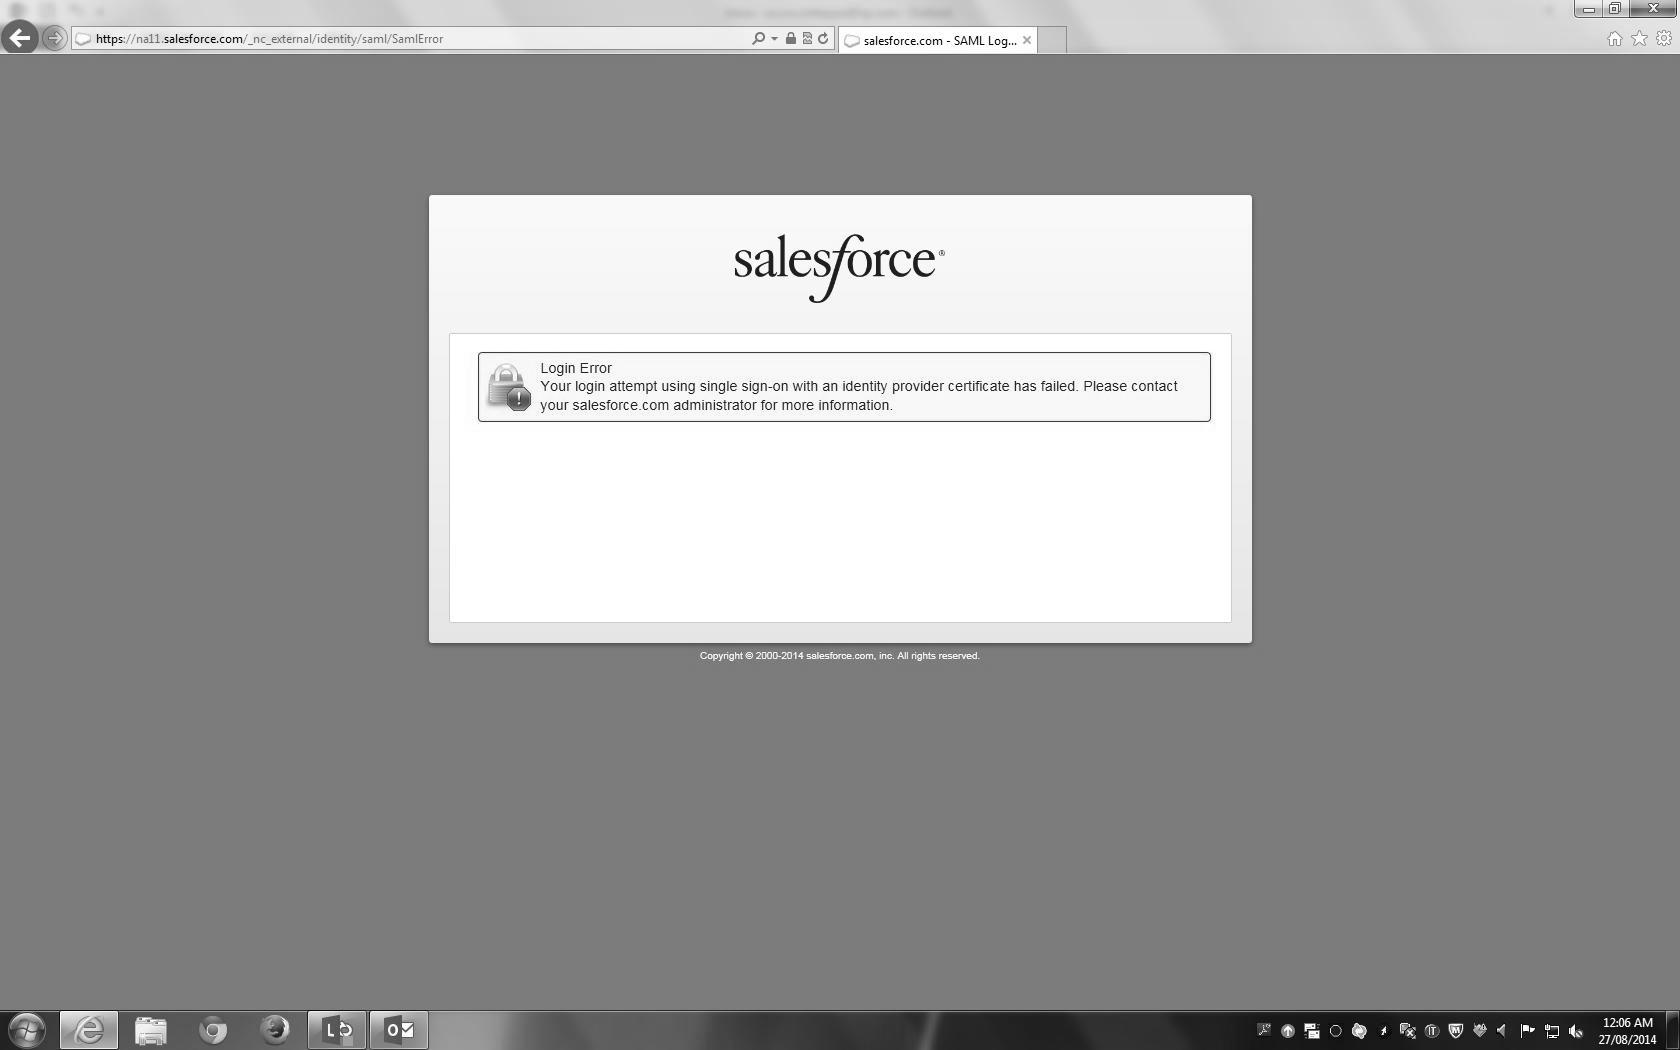 https://na11.salesforce.com/_nc_external/identity/saml/SamlError
salesforce.com - SAML Log...
salesforce®
Login Error
Your login attempt using single sign-on with an identity provider certificate has failed. Please contact
your salesforce.com administrator for more information.
Copyright © 2000-2014 salesforce.com, inc. All rights reserved.
12:06 AM
27/08/2014